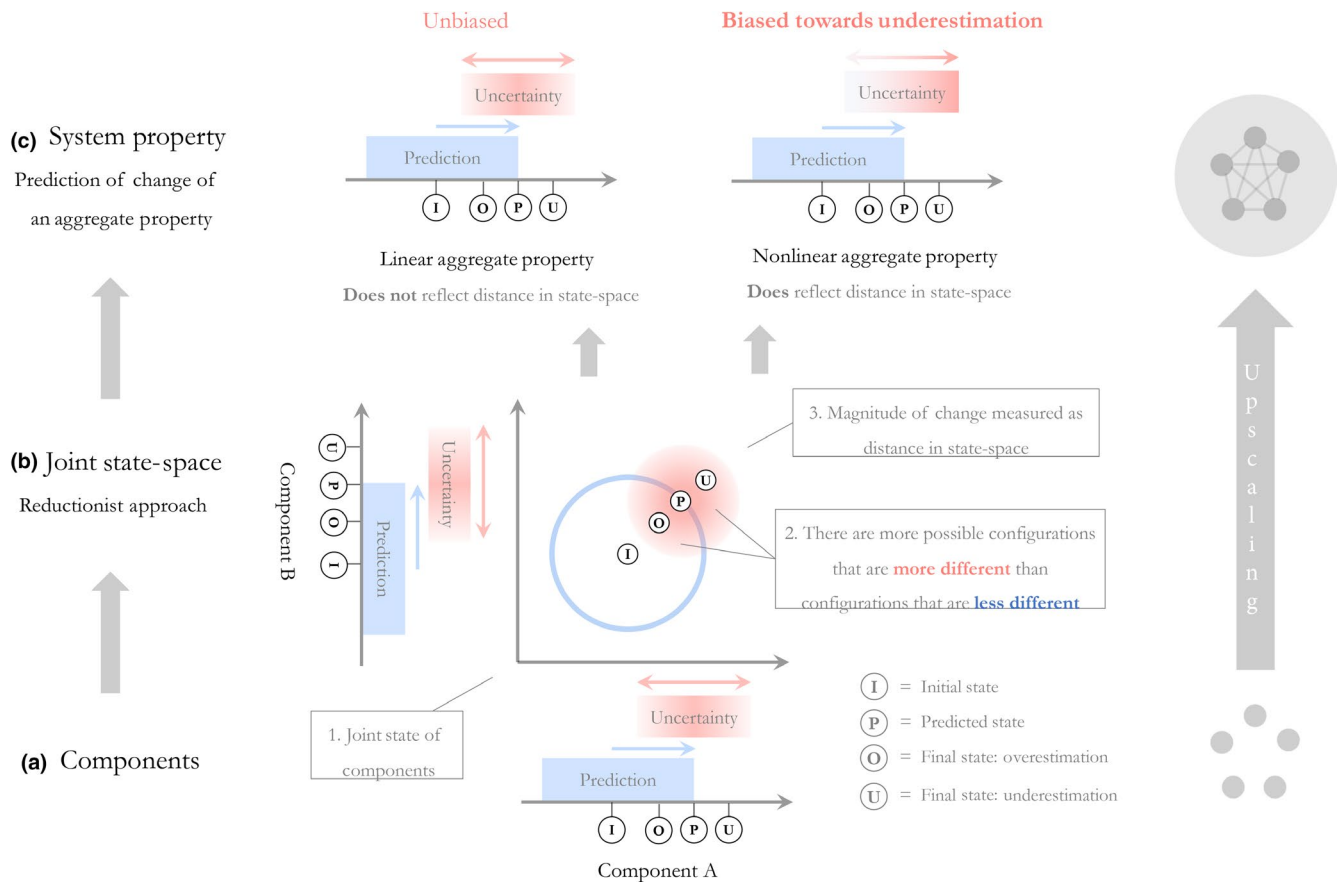 Unbiased
Biased towards underestimation
Uncertainty
Uncertainty
(c) System property
Prediction of change of
an aggregate property
Prediction
I
O
P
U
Prediction
I
O
P
U
Linear aggregate property
Does not reflect distance in state-space
Nonlinear aggregate property
Does reflect distance in state-space
Upscaling
(b) Joint state-space
Reductionist approach
Component B
U
P
O
I
Prediction
Uncertainty
U
P
O
I
3. Magnitude of change measured as
distance in state-space
2. There are more possible configurations
that are more different than
configurations that are less different
(a) Components
1. Joint state of
components
Uncertainty
Prediction
I
O
P
U
Component A
I = Initial state
P = Predicted state
O = Final state: overestimation
U = Final state: underestimation